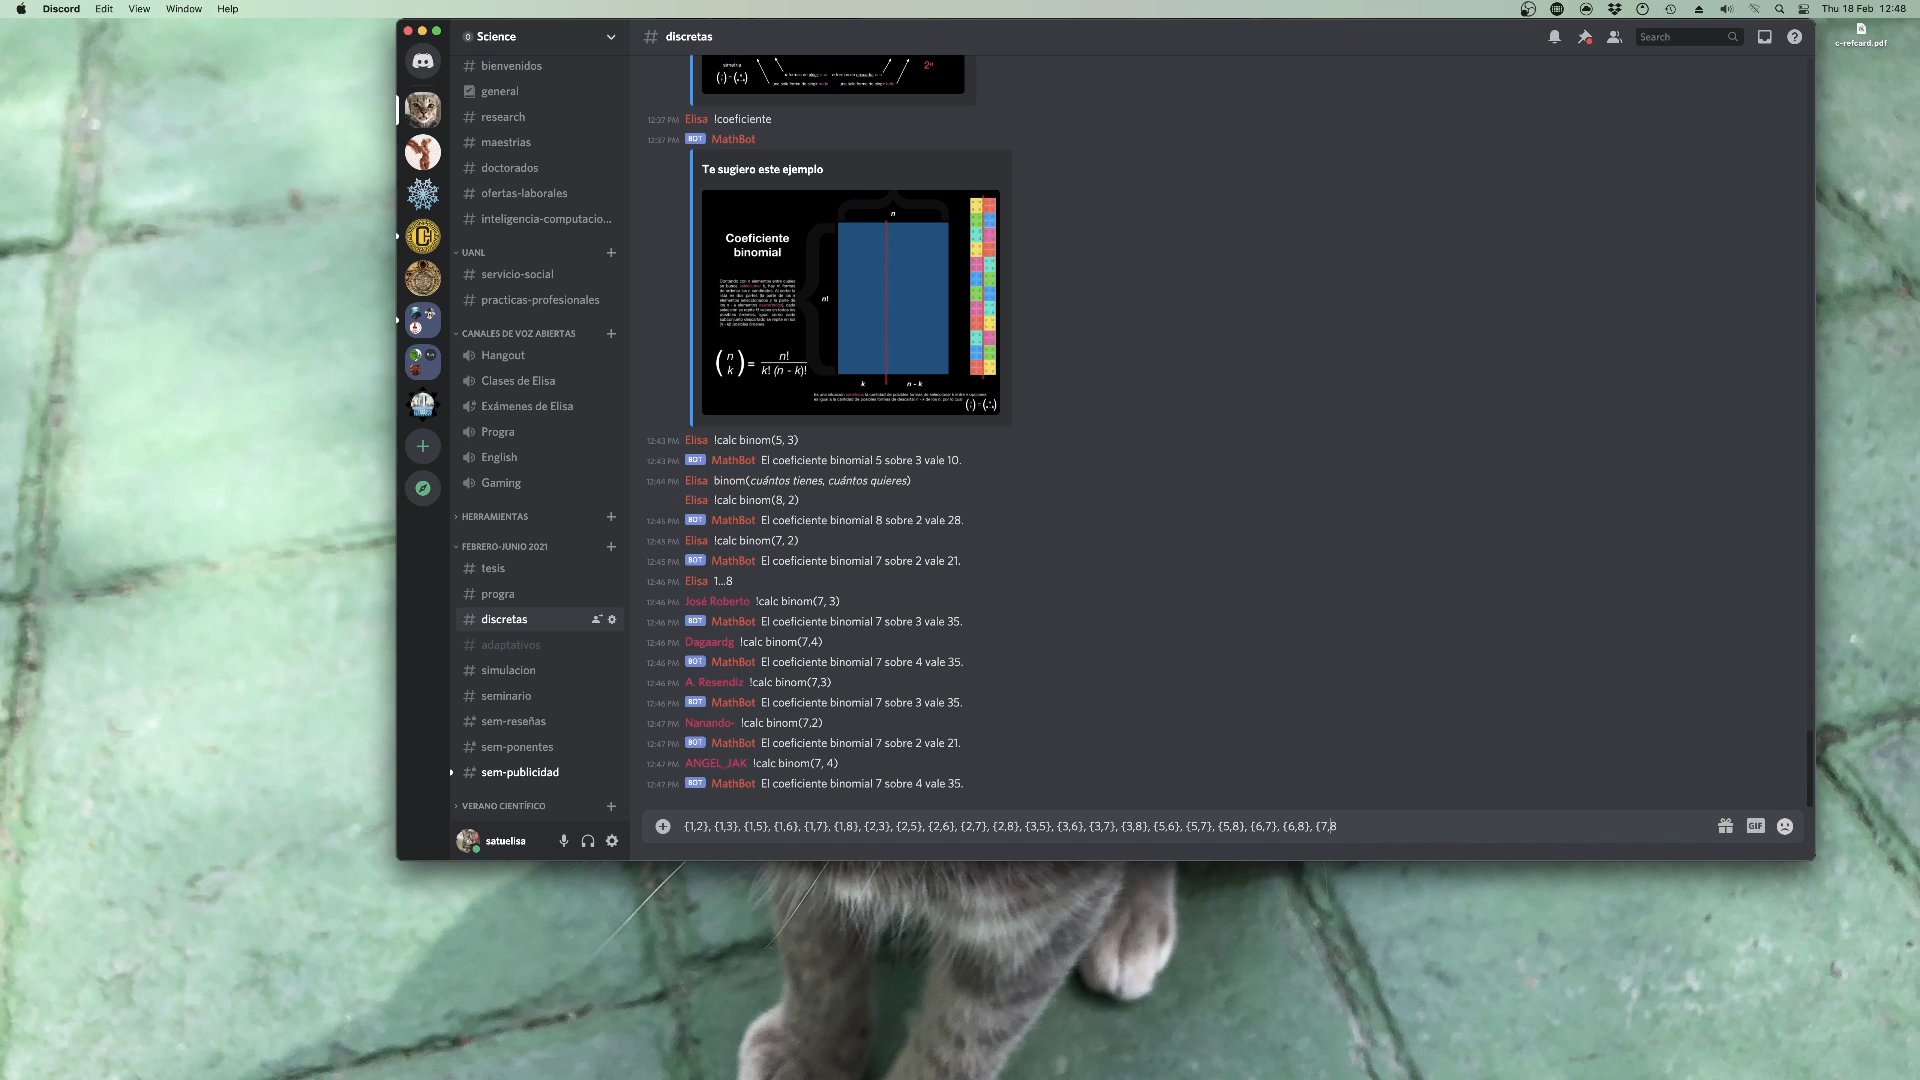 Discord Edit View Window Help
Thu 18 Feb 12:48
c-refcard.pdf
Science
# discretas
Search
# bienvenidos
general
# research
# maestrias
# doctorados
# ofertas-laborales
# inteligencia-computacio...
UANL
# servicio-social
# practicas-profesionales
CANALES DE VOZ ABIERTAS
Hangout
Clases de Elisa
Exámenes de Elisa
Progra
English
Gaming
HERRAMIENTAS
FEBRERO-JUNIO 2021
# tesis
# progra
# discretas
# adaptativos
# simulacion
# seminario
sem-reseñas
sem-ponentes
sem-publicidad
VERANO CIENTÍFICO
satuelisa
simetría
2ⁿ
12:37 PM Elisa !coeficiente
12:37 PM BOT MathBot
Te sugiero este ejemplo
Coeficiente
binomial
n
n!
(n k) = n! / k! (n - k)!
k n - k
12:43 PM Elisa !calc binom(5, 3)
12:43 PM BOT MathBot El coeficiente binomial 5 sobre 3 vale 10.
12:44 PM Elisa binom(cuántos tienes, cuántos quieres)
Elisa !calc binom(8, 2)
12:45 PM BOT MathBot El coeficiente binomial 8 sobre 2 vale 28.
12:45 PM Elisa !calc binom(7, 2)
12:45 PM BOT MathBot El coeficiente binomial 7 sobre 2 vale 21.
12:46 PM Elisa 1...8
12:46 PM José Roberto !calc binom(7, 3)
12:46 PM BOT MathBot El coeficiente binomial 7 sobre 3 vale 35.
12:46 PM Dagaardg !calc binom(7,4)
12:46 PM BOT MathBot El coeficiente binomial 7 sobre 4 vale 35.
12:46 PM A. Resendiz !calc binom(7,3)
12:46 PM BOT MathBot El coeficiente binomial 7 sobre 3 vale 35.
12:47 PM Nanando- !calc binom(7,2)
12:47 PM BOT MathBot El coeficiente binomial 7 sobre 2 vale 21.
12:47 PM ANGEL_JAK !calc binom(7, 4)
12:47 PM BOT MathBot El coeficiente binomial 7 sobre 4 vale 35.
{1,2}, {1,3}, {1,5}, {1,6}, {1,7}, {1,8}, {2,3}, {2,5}, {2,6}, {2,7}, {2,8}, {3,5}, {3,6}, {3,7}, {3,8}, {5,6}, {5,7}, {5,8}, {6,7}, {6,8}, {7,8
GIF